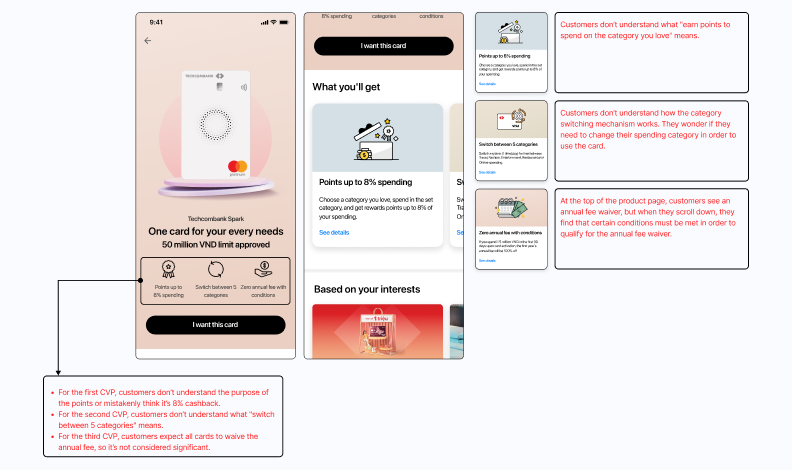 9:41
TECHCOMBANK
mastercard
Techcombank Spark
One card for your every needs
50 million VND limit approved
Points up to
8% spending
Switch between 5
categories
Zero annual fee with
conditions
I want this card
8% spending
categories
conditions
I want this card
What you'll get
Points up to 8% spending
Choose a category you love, spend in the set
category, and get rewards points up to 8% of
your spending.
See details
Sw
See
Based on your interests
1 triệu
Points up to 8% spending
Choose a category you love, spend in the set
category, and get rewards points up to 8% of
your spending.
See details
Switch between 5 categories
See details
Zero annual fee with conditions
See details
Customers don't understand what "earn points to
spend on the category you love" means.
Customers don't understand how the category
switching mechanism works. They wonder if they
need to change their spending category in order to
use the card.
At the top of the product page, customers see an
annual fee waiver, but when they scroll down, they
find that certain conditions must be met in order to
qualify for the annual fee waiver.
• For the first CVP, customers don't understand the purpose of
the points or mistakenly think it's 8% cashback.
• For the second CVP, customers don't understand what "switch
between 5 categories" means.
• For the third CVP, customers expect all cards to waive the
annual fee, so it's not considered significant.